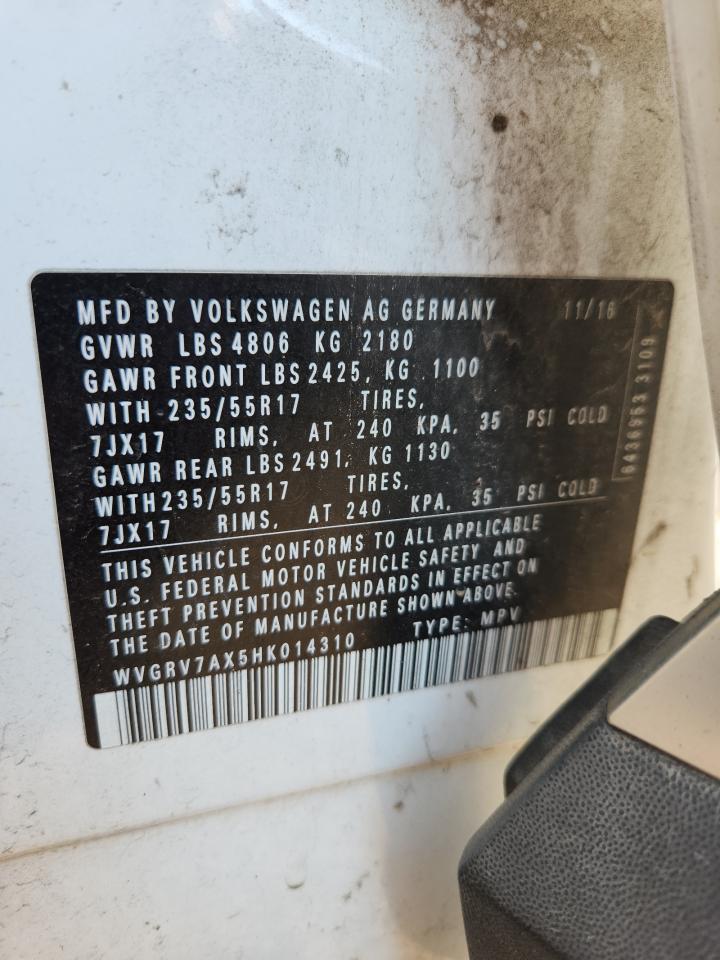 MFD BY VOLKSWAGEN AG GERMANY 11/16
GVWR LBS 4806 KG 2180
GAWR FRONT LBS 2425, KG 1100
WITH 235/55R17 TIRES,
7JX17 RIMS, AT 240 KPA, 35 PSI COLD
GAWR REAR LBS 2491, KG 1130
WITH 235/55R17 TIRES,
7JX17 RIMS, AT 240 KPA, 35 PSI COLD
THIS VEHICLE CONFORMS TO ALL APPLICABLE
U.S. FEDERAL MOTOR VEHICLE SAFETY AND
THEFT PREVENTION STANDARDS IN EFFECT ON
THE DATE OF MANUFACTURE SHOWN ABOVE.
WVGRV7AX5HK014310 TYPE: MPV